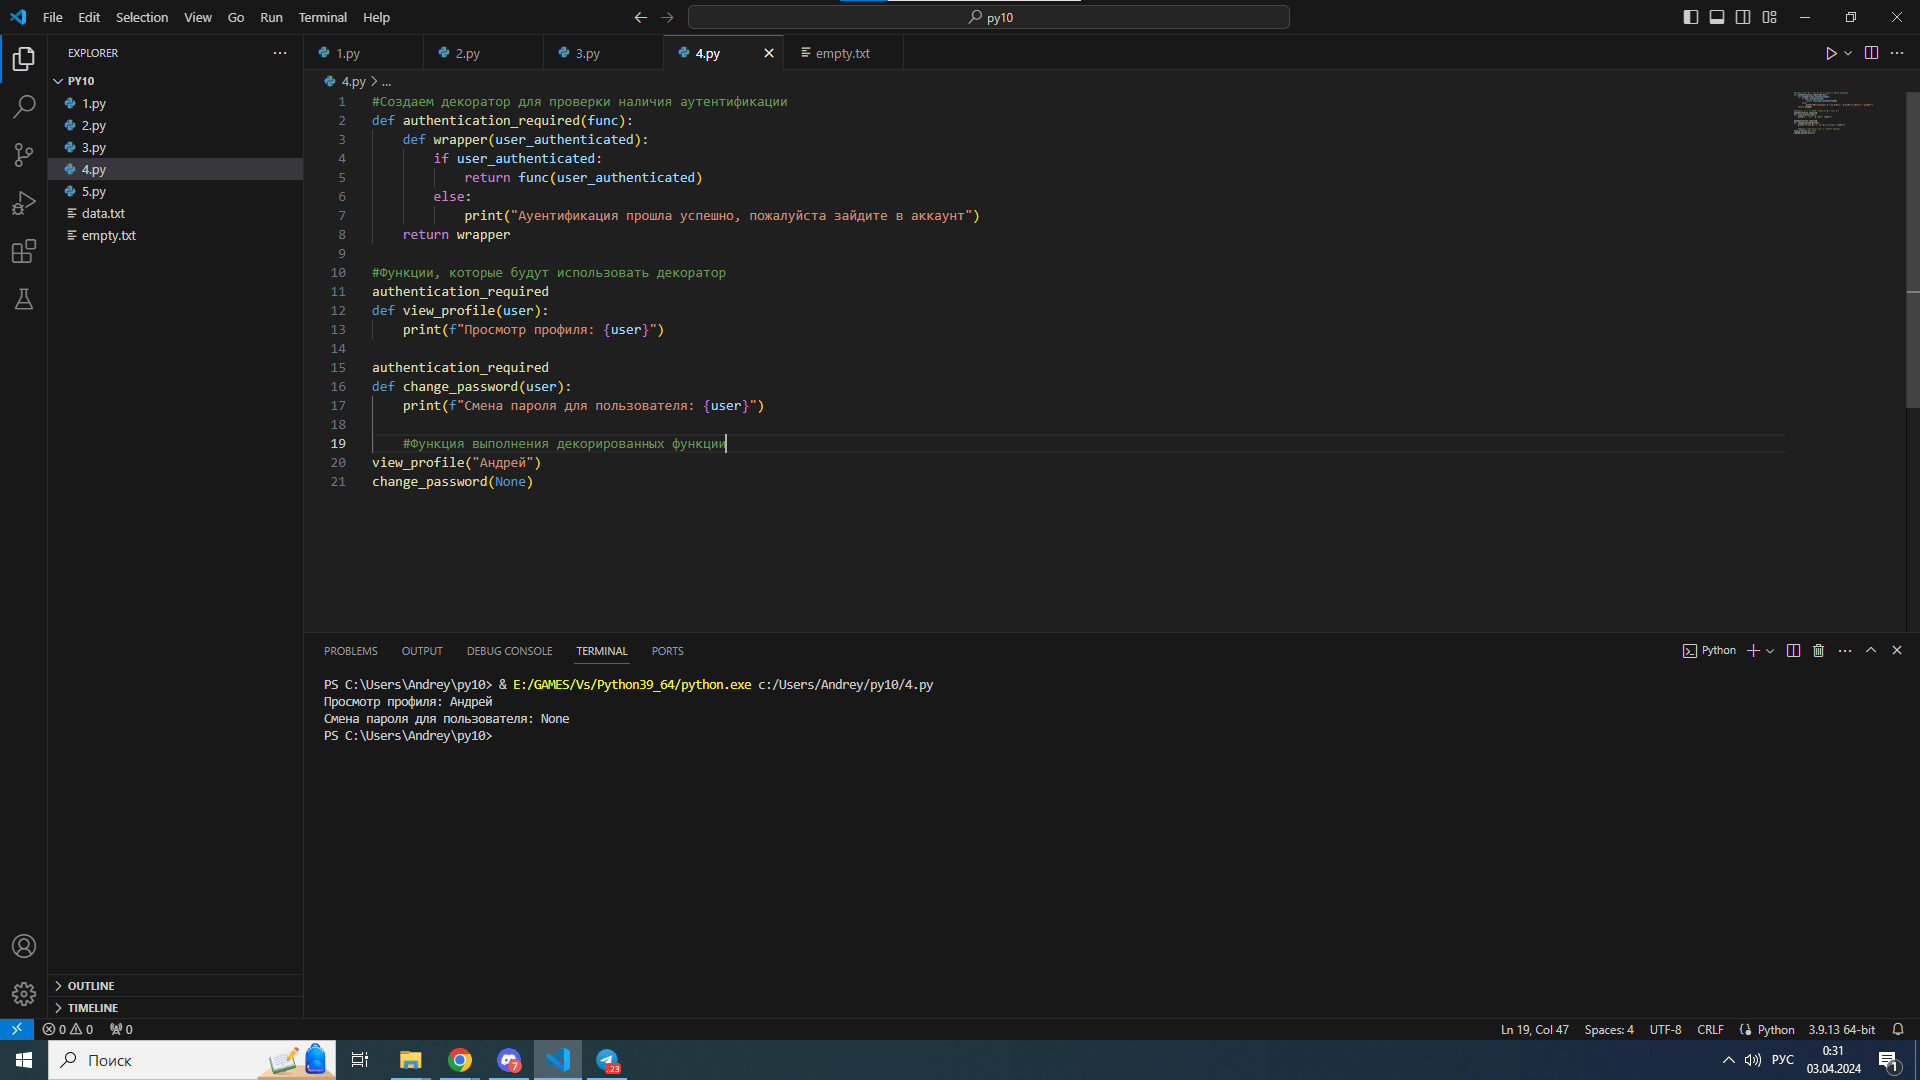 File Edit Selection View Go Run Terminal Help
py10
EXPLORER
PY10
1.py
2.py
3.py
4.py
5.py
data.txt
empty.txt
OUTLINE
TIMELINE
1.py 2.py 3.py 4.py empty.txt
4.py > ...
1 #Создаем декоратор для проверки наличия аутентификации
2 def authentication_required(func):
3 def wrapper(user_authenticated):
4 if user_authenticated:
5 return func(user_authenticated)
6 else:
7 print("Ауентификация прошла успешно, пожалуйста зайдите в аккаунт")
8 return wrapper
9
10 #Функции, которые будут использовать декоратор
11 authentication_required
12 def view_profile(user):
13 print(f"Просмотр профиля: {user}")
14
15 authentication_required
16 def change_password(user):
17 print(f"Смена пароля для пользователя: {user}")
18
19 #Функция выполнения декорированных функции
20 view_profile("Андрей")
21 change_password(None)
PROBLEMS OUTPUT DEBUG CONSOLE TERMINAL PORTS
Python
PS C:\Users\Andrey\py10> & E:/GAMES/Vs/Python39_64/python.exe c:/Users/Andrey/py10/4.py
Просмотр профиля: Андрей
Смена пароля для пользователя: None
PS C:\Users\Andrey\py10>
0 0 0
Ln 19, Col 47 Spaces: 4 UTF-8 CRLF Python 3.9.13 64-bit
Поиск
7
23
РУС
0:31
03.04.2024
1